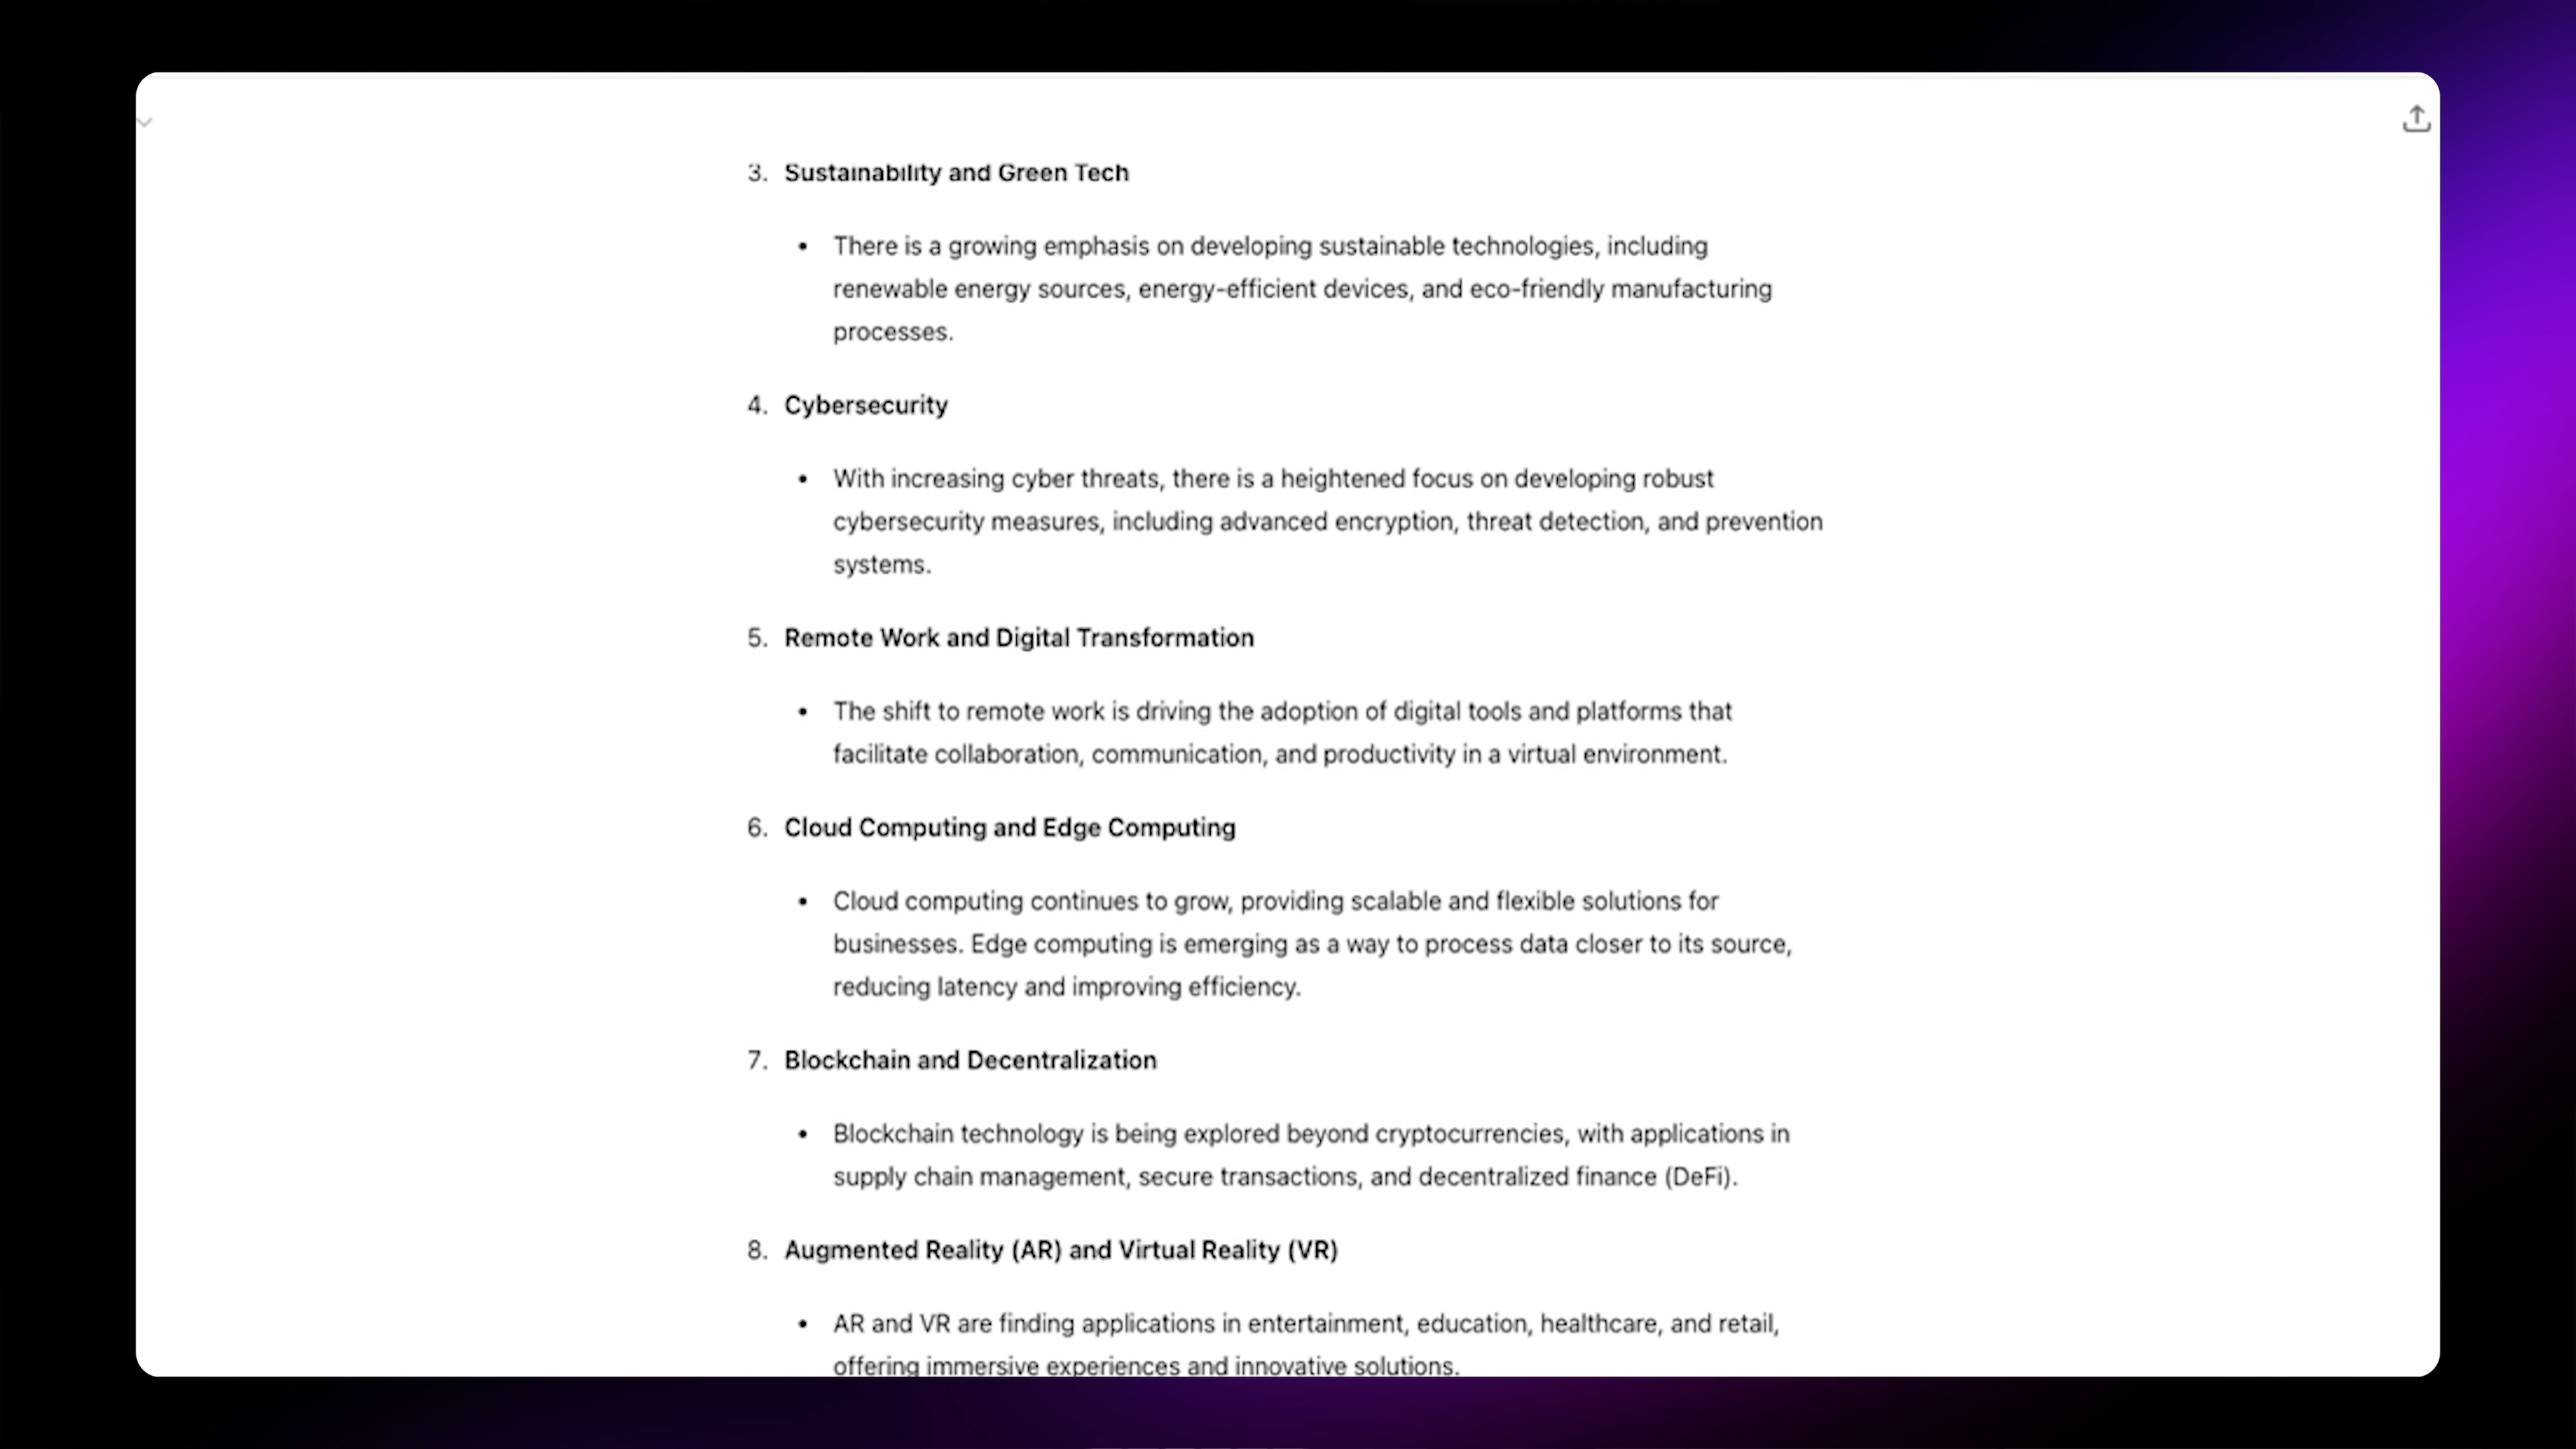 3. Sustainability and Green Tech
• There is a growing emphasis on developing sustainable technologies, including
renewable energy sources, energy-efficient devices, and eco-friendly manufacturing
processes.
4. Cybersecurity
• With increasing cyber threats, there is a heightened focus on developing robust
cybersecurity measures, including advanced encryption, threat detection, and prevention
systems.
5. Remote Work and Digital Transformation
• The shift to remote work is driving the adoption of digital tools and platforms that
facilitate collaboration, communication, and productivity in a virtual environment.
6. Cloud Computing and Edge Computing
• Cloud computing continues to grow, providing scalable and flexible solutions for
businesses. Edge computing is emerging as a way to process data closer to its source,
reducing latency and improving efficiency.
7. Blockchain and Decentralization
• Blockchain technology is being explored beyond cryptocurrencies, with applications in
supply chain management, secure transactions, and decentralized finance (DeFi).
8. Augmented Reality (AR) and Virtual Reality (VR)
• AR and VR are finding applications in entertainment, education, healthcare, and retail,
offering immersive experiences and innovative solutions.